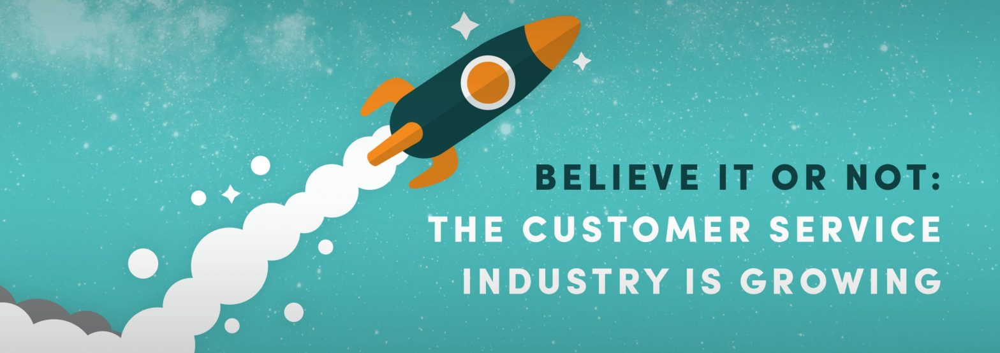 BELIEVE IT OR NOT:
THE CUSTOMER SERVICE
INDUSTRY IS GROWING